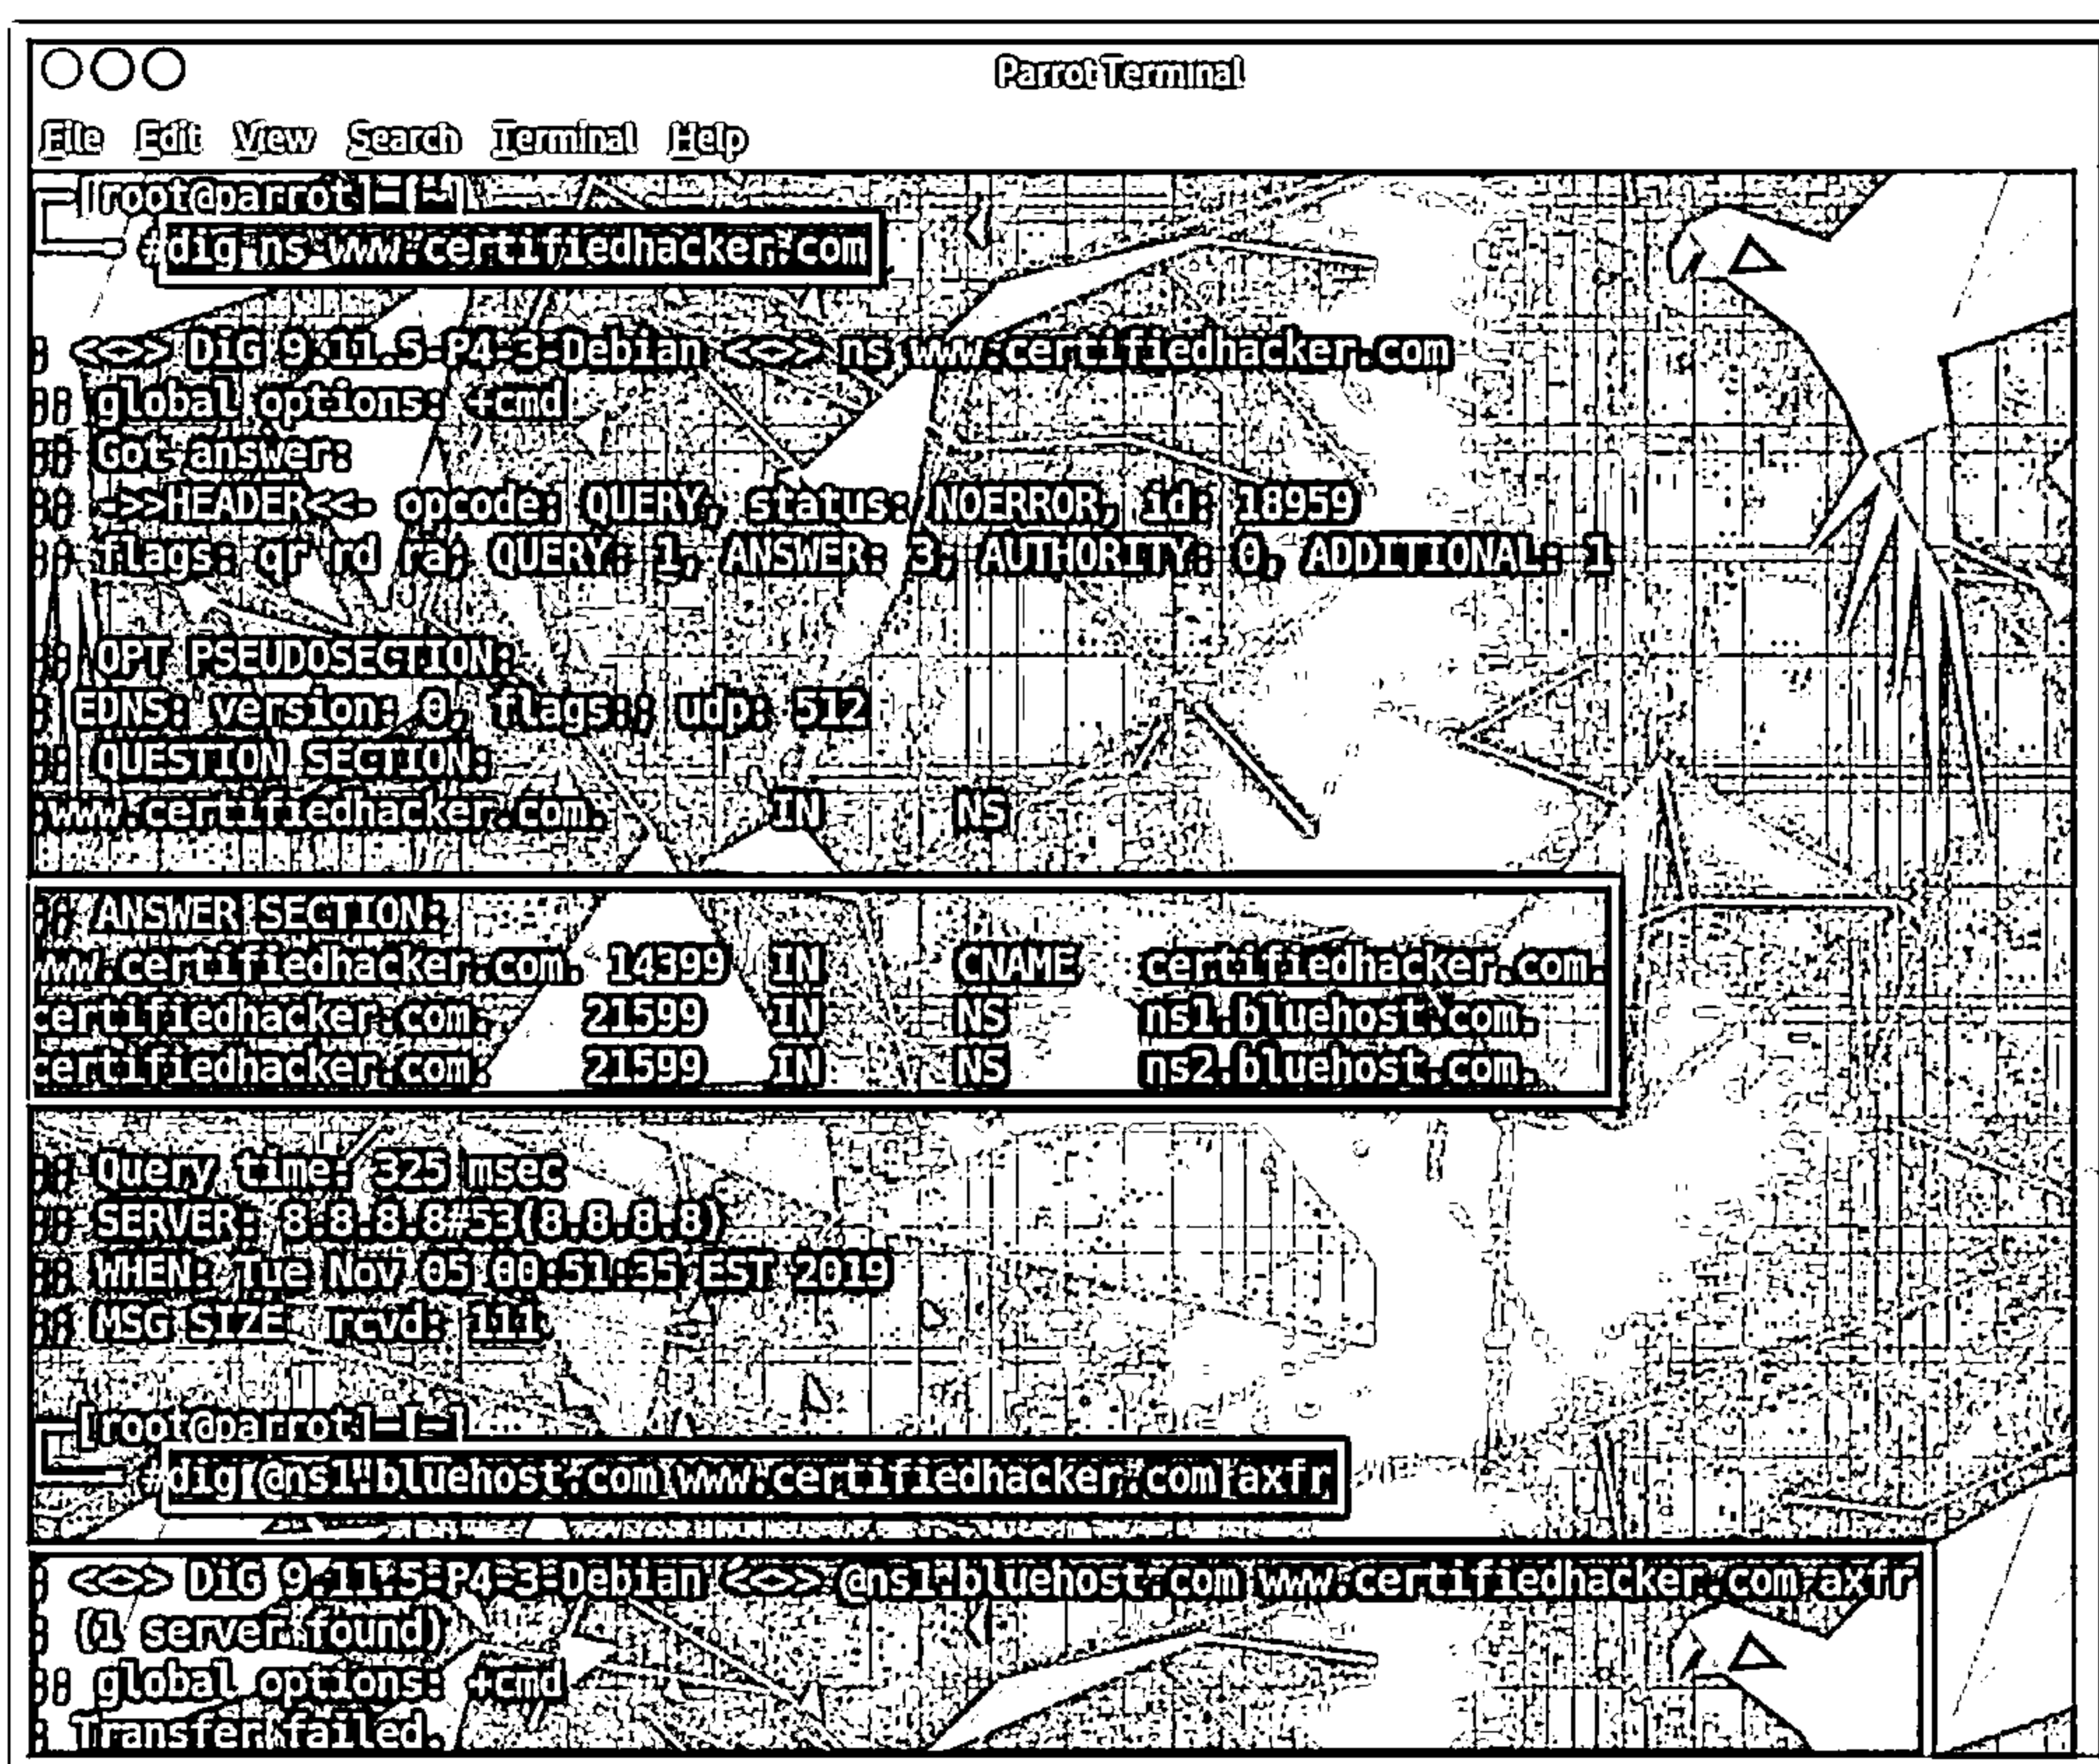 Parrot Terminal
File Edit View Search Terminal Help
[root@parrot]-[~]
#dig ns www.certifiedhacker.com
; <<>> DiG 9.11.5-P4-3-Debian <<>> ns www.certifiedhacker.com
;; global options: +cmd
;; Got answer:
;; ->>HEADER<<- opcode: QUERY, status: NOERROR, id: 18959
;; flags: qr rd ra; QUERY: 1, ANSWER: 3, AUTHORITY: 0, ADDITIONAL: 1
;; OPT PSEUDOSECTION:
; EDNS: version: 0, flags:; udp: 512
;; QUESTION SECTION:
;www.certifiedhacker.com. IN NS
;; ANSWER SECTION:
www.certifiedhacker.com. 14399 IN CNAME certifiedhacker.com.
certifiedhacker.com. 21599 IN NS ns1.bluehost.com.
certifiedhacker.com. 21599 IN NS ns2.bluehost.com.
;; Query time: 325 msec
;; SERVER: 8.8.8.8#53(8.8.8.8)
;; WHEN: Tue Nov 05 00:51:35 EST 2019
;; MSG SIZE rcvd: 111
[root@parrot]-[~]
#dig @ns1.bluehost.com www.certifiedhacker.com axfr
; <<>> DiG 9.11.5-P4-3-Debian <<>> @ns1.bluehost.com www.certifiedhacker.com axfr
; (1 server found)
;; global options: +cmd
; Transfer failed.